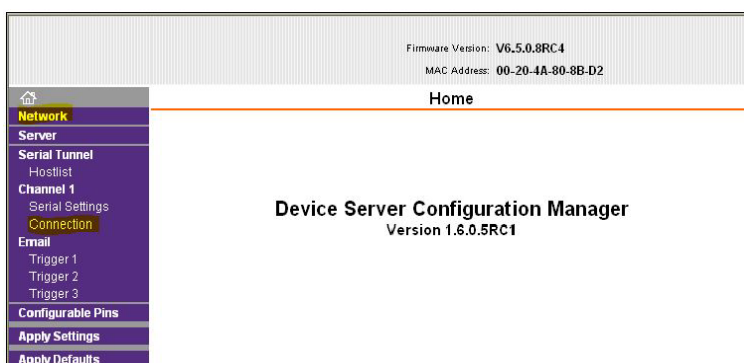 Firmware Version: V6.5.0.8RC4
MAC Address: 00-20-4A-80-8B-D2
Home
Network
Server
Serial Tunnel
Hostlist
Channel 1
Serial Settings
Connection
Email
Trigger 1
Trigger 2
Trigger 3
Configurable Pins
Apply Settings
Apply Defaults
Device Server Configuration Manager
Version 1.6.0.5RC1